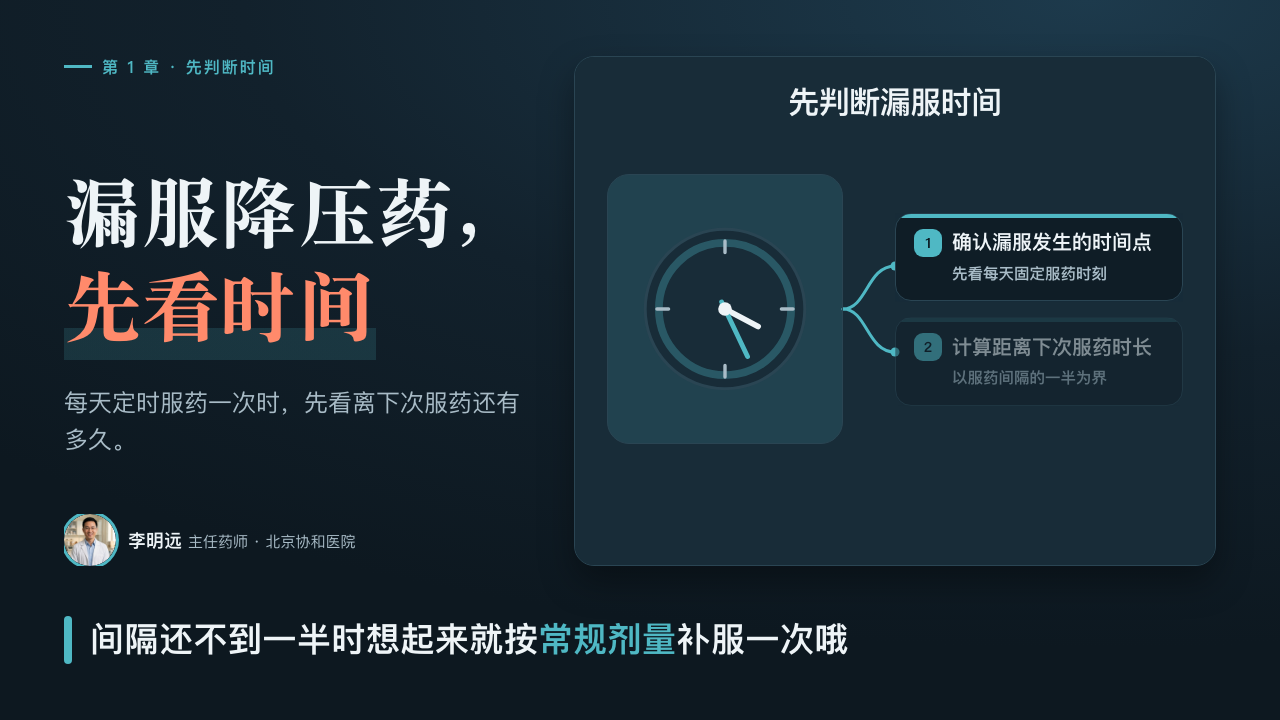 第 1 章 · 先判断时间
漏服降压药，
先看时间
每天定时服药一次时，先看离下次服药还有
多久。
李明远 主任药师 · 北京协和医院
先判断漏服时间
1 确认漏服发生的时间点
先看每天固定服药时刻
2 计算距离下次服药时长
以服药间隔的一半为界
间隔还不到一半时想起来就按常规剂量补服一次哦